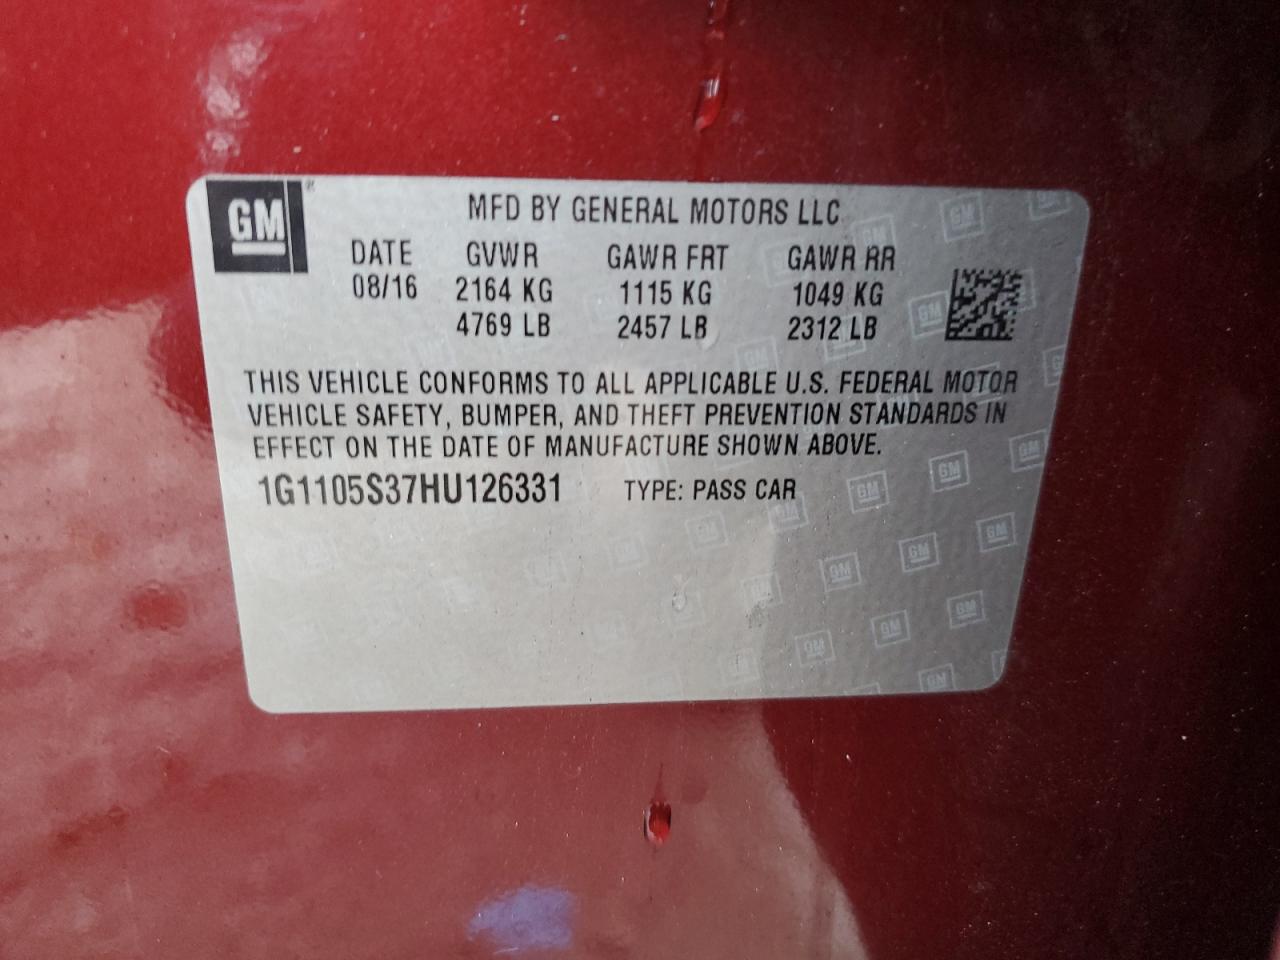 GM
MFD BY GENERAL MOTORS LLC
DATE GVWR GAWR FRT GAWR RR
08/16 2164 KG 1115 KG 1049 KG
4769 LB 2457 LB 2312 LB
THIS VEHICLE CONFORMS TO ALL APPLICABLE U.S. FEDERAL MOTOR
VEHICLE SAFETY, BUMPER, AND THEFT PREVENTION STANDARDS IN
EFFECT ON THE DATE OF MANUFACTURE SHOWN ABOVE.
1G1105S37HU126331 TYPE: PASS CAR